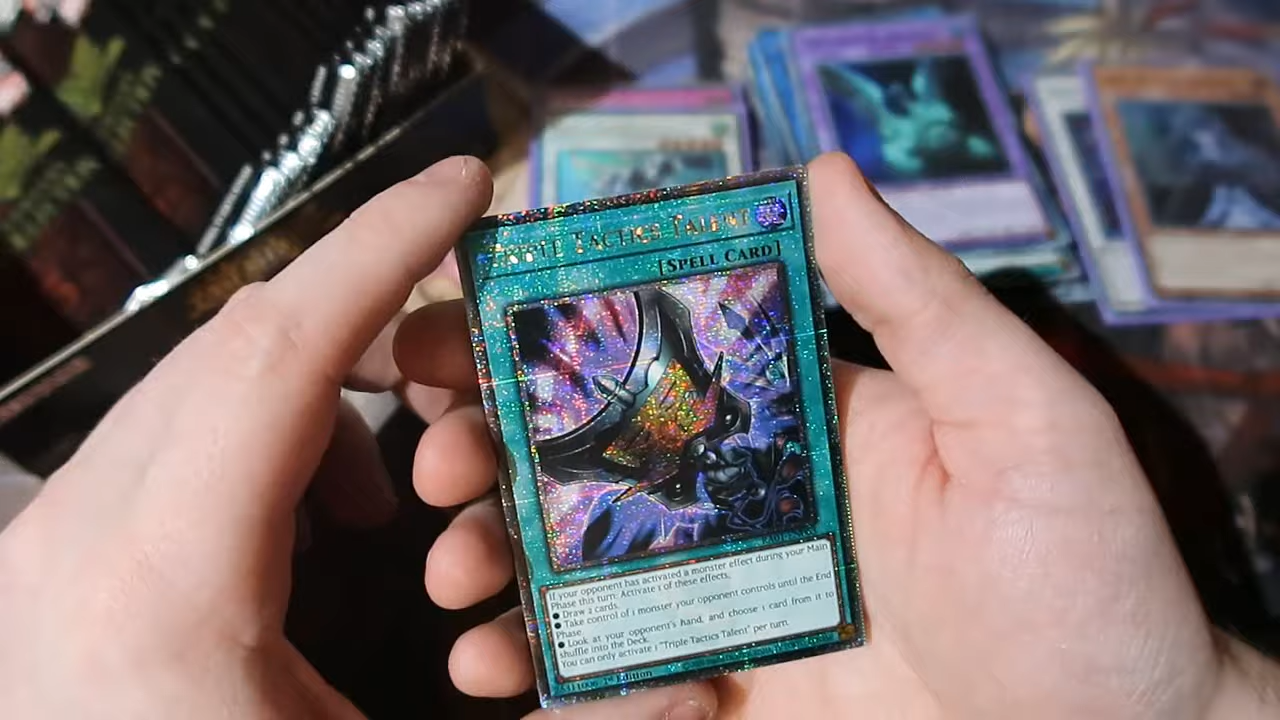 TRIPLE TACTICS TALENT
[SPELL CARD]
If your opponent has activated a monster effect during your Main
Phase this turn: Activate 1 of these effects.
● Draw 2 cards.
● Take control of 1 monster your opponent controls until the End
Phase.
● Look at your opponent's hand, and choose 1 card from it to
shuffle into the Deck.
You can only activate 1 "Triple Tactics Talent" per turn.
1st Edition